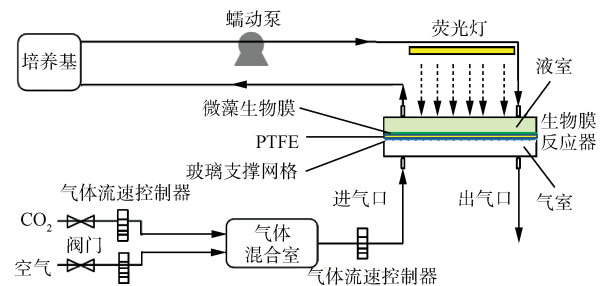 蠕动泵
荧光灯
培养基
液室
微藻生物膜
生物膜
反应器
PTFE
玻璃支撑网格
气体流速控制器
进气口
出气口
气室
CO₂
阀门
气体
混合室
空气
气体流速控制器